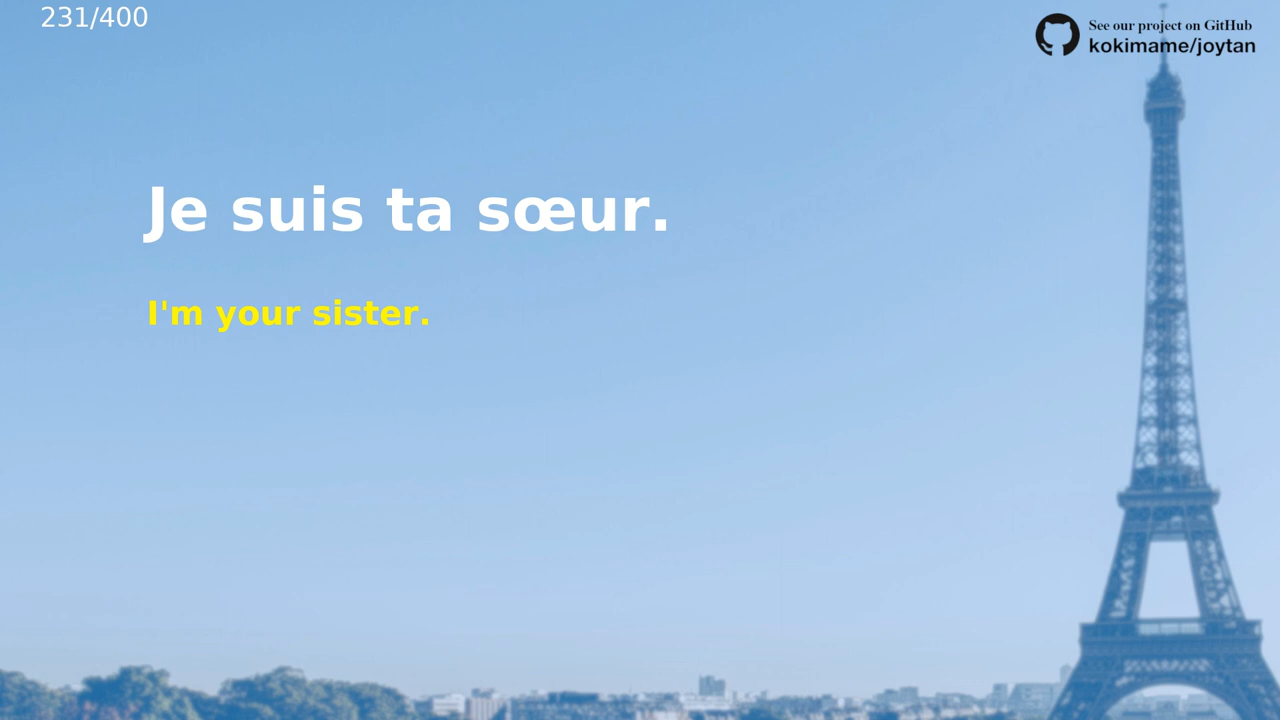 231/400
See our project on GitHub
kokimame/joytan
Je suis ta sœur.
I'm your sister.